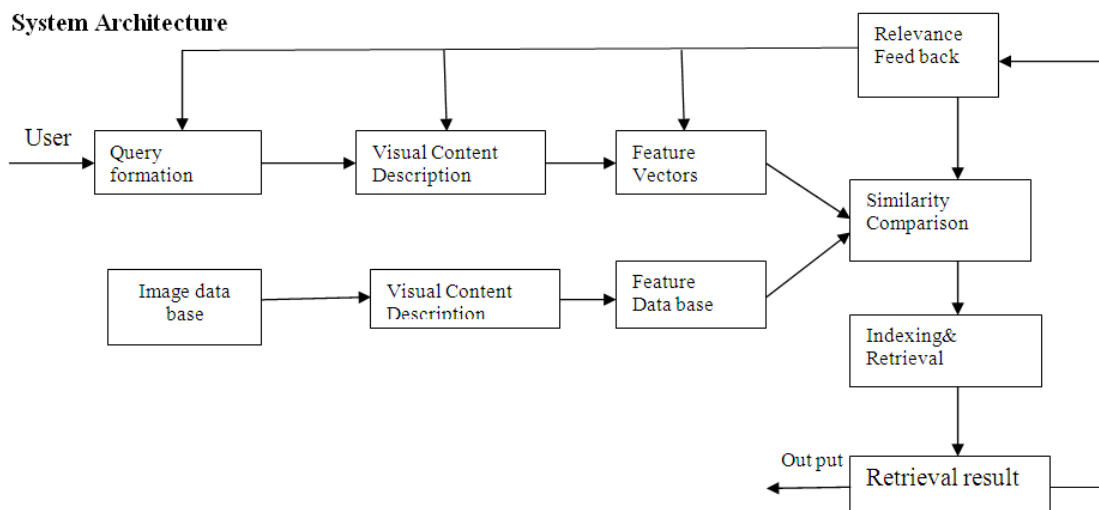 System Architecture
Relevance
Feed back
User
Query
formation
Visual Content
Description
Feature
Vectors
Similarity
Comparison
Image data
base
Visual Content
Description
Feature
Data base
Indexing&
Retrieval
Out put
Retrieval result